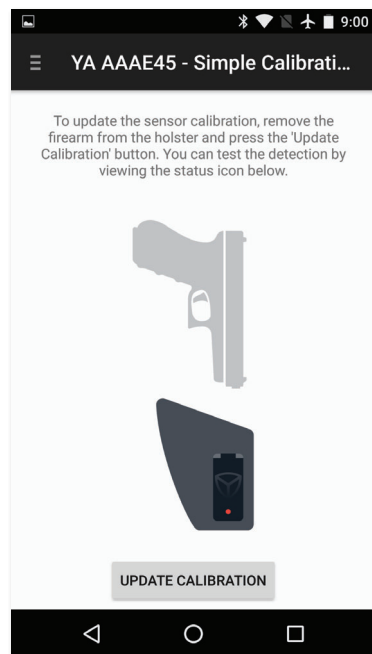 9:00
YA AAAE45 - Simple Calibrati...
To update the sensor calibration, remove the
firearm from the holster and press the 'Update
Calibration' button. You can test the detection by
viewing the status icon below.
UPDATE CALIBRATION